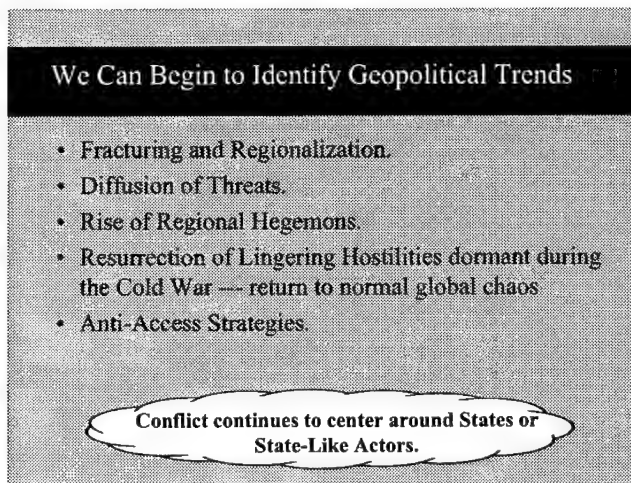 We Can Begin to Identify Geopolitical Trends
• Fracturing and Regionalization.
• Diffusion of Threats.
• Rise of Regional Hegemons.
• Resurrection of Lingering Hostilities dormant during
the Cold War — return to normal global chaos
• Anti-Access Strategies.
Conflict continues to center around States or
State-Like Actors.